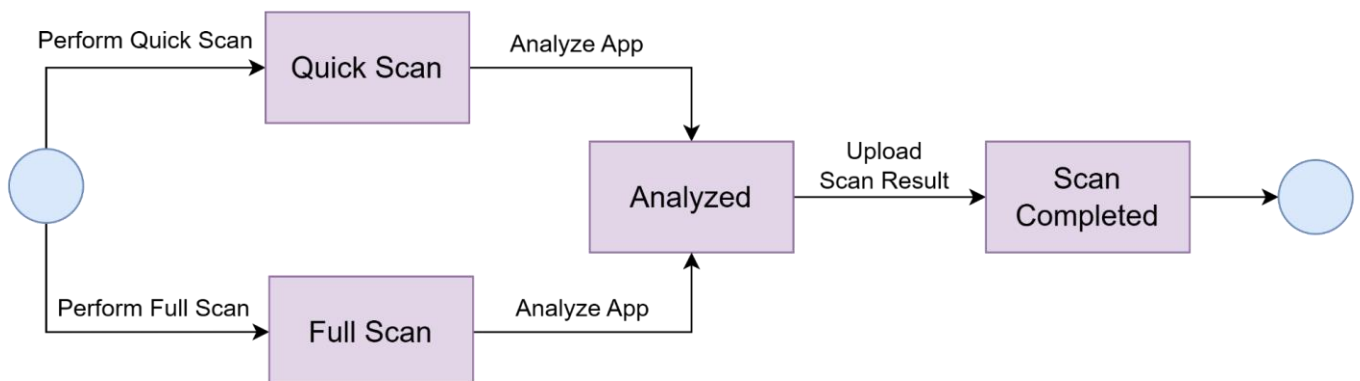 Perform Quick Scan
Quick Scan
Analyze App
Analyzed
Upload
Scan Result
Scan
Completed
Perform Full Scan
Full Scan
Analyze App